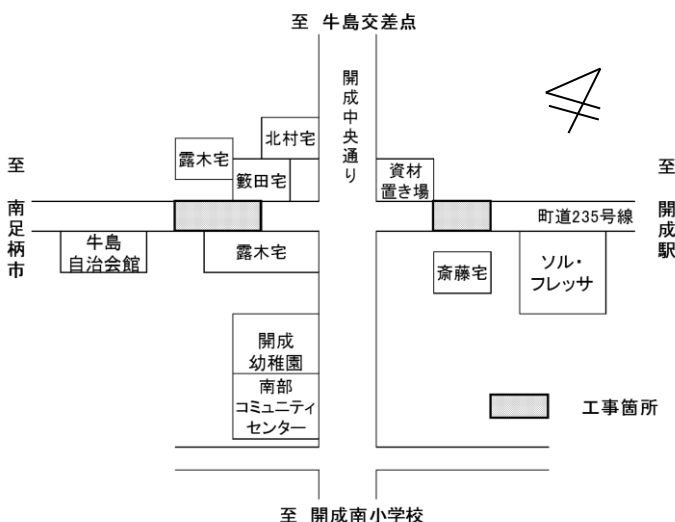 至 牛島交差点
開成中央通り
北村宅
露木宅
籔田宅
資材
置き場
至 南足柄市
至 開成駅
町道235号線
牛島
自治会館
露木宅
斎藤宅
ソル・
フレッサ
開成
幼稚園
南部
コミュニティ
センター
工事箇所
至 開成南小学校